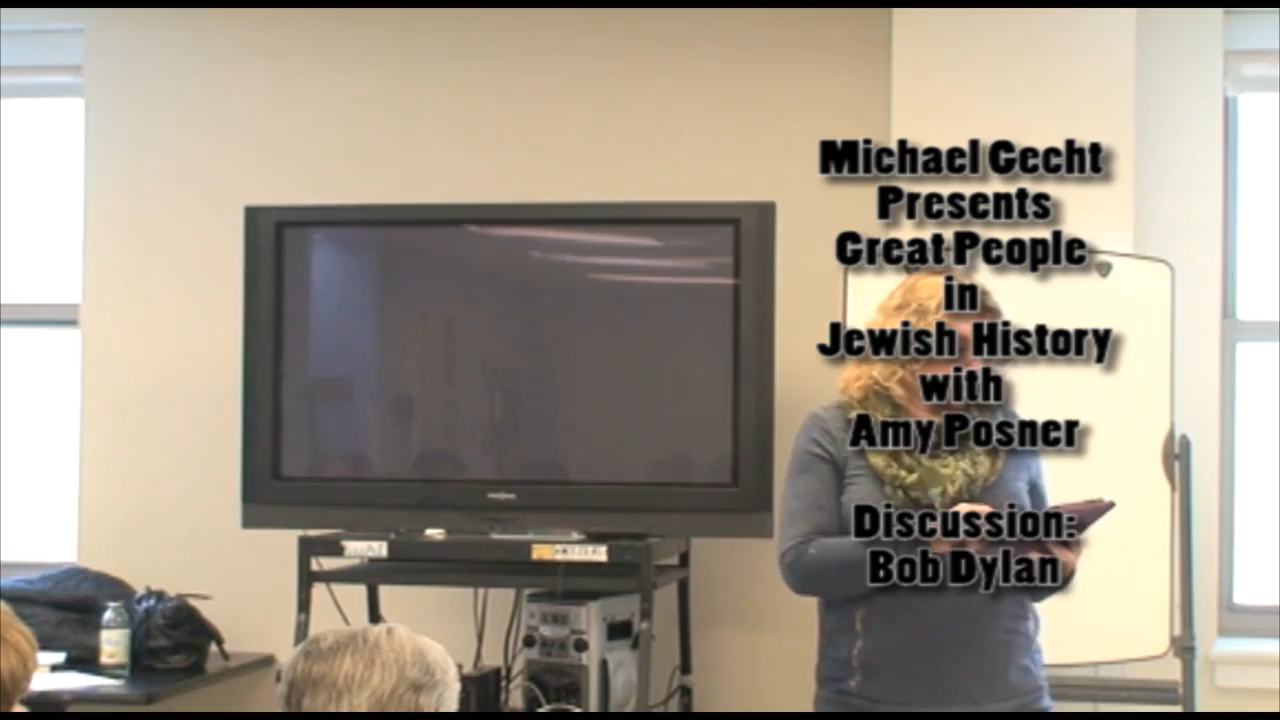 Michael Gecht
Presents
Great People
in
Jewish History
with
Amy Posner
Discussion:
Bob Dylan